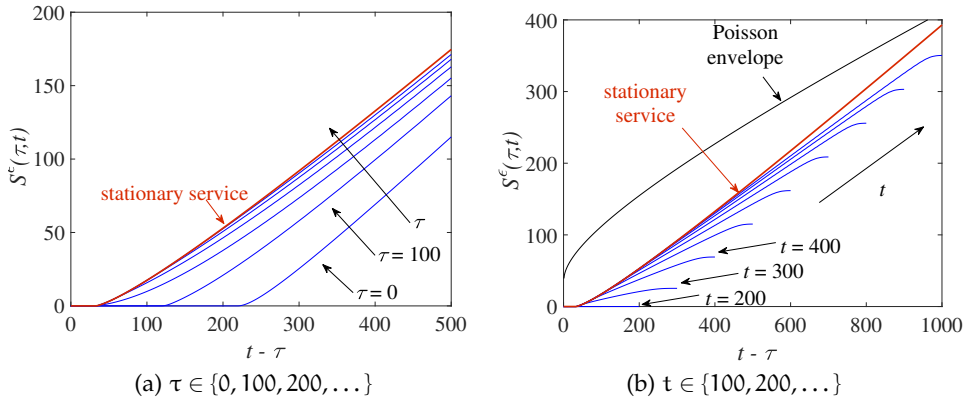 200
150
100
50
0
0
100
200
300
400
500
S^ε(τ,t)
t - τ
stationary service
τ
τ = 100
τ = 0
(a) τ ∈ {0, 100, 200, . . .}
400
300
200
100
0
0
200
400
600
800
1000
S^ε(τ,t)
t - τ
Poisson
envelope
stationary
service
t
t = 400
t = 300
t = 200
(b) t ∈ {100, 200, . . .}